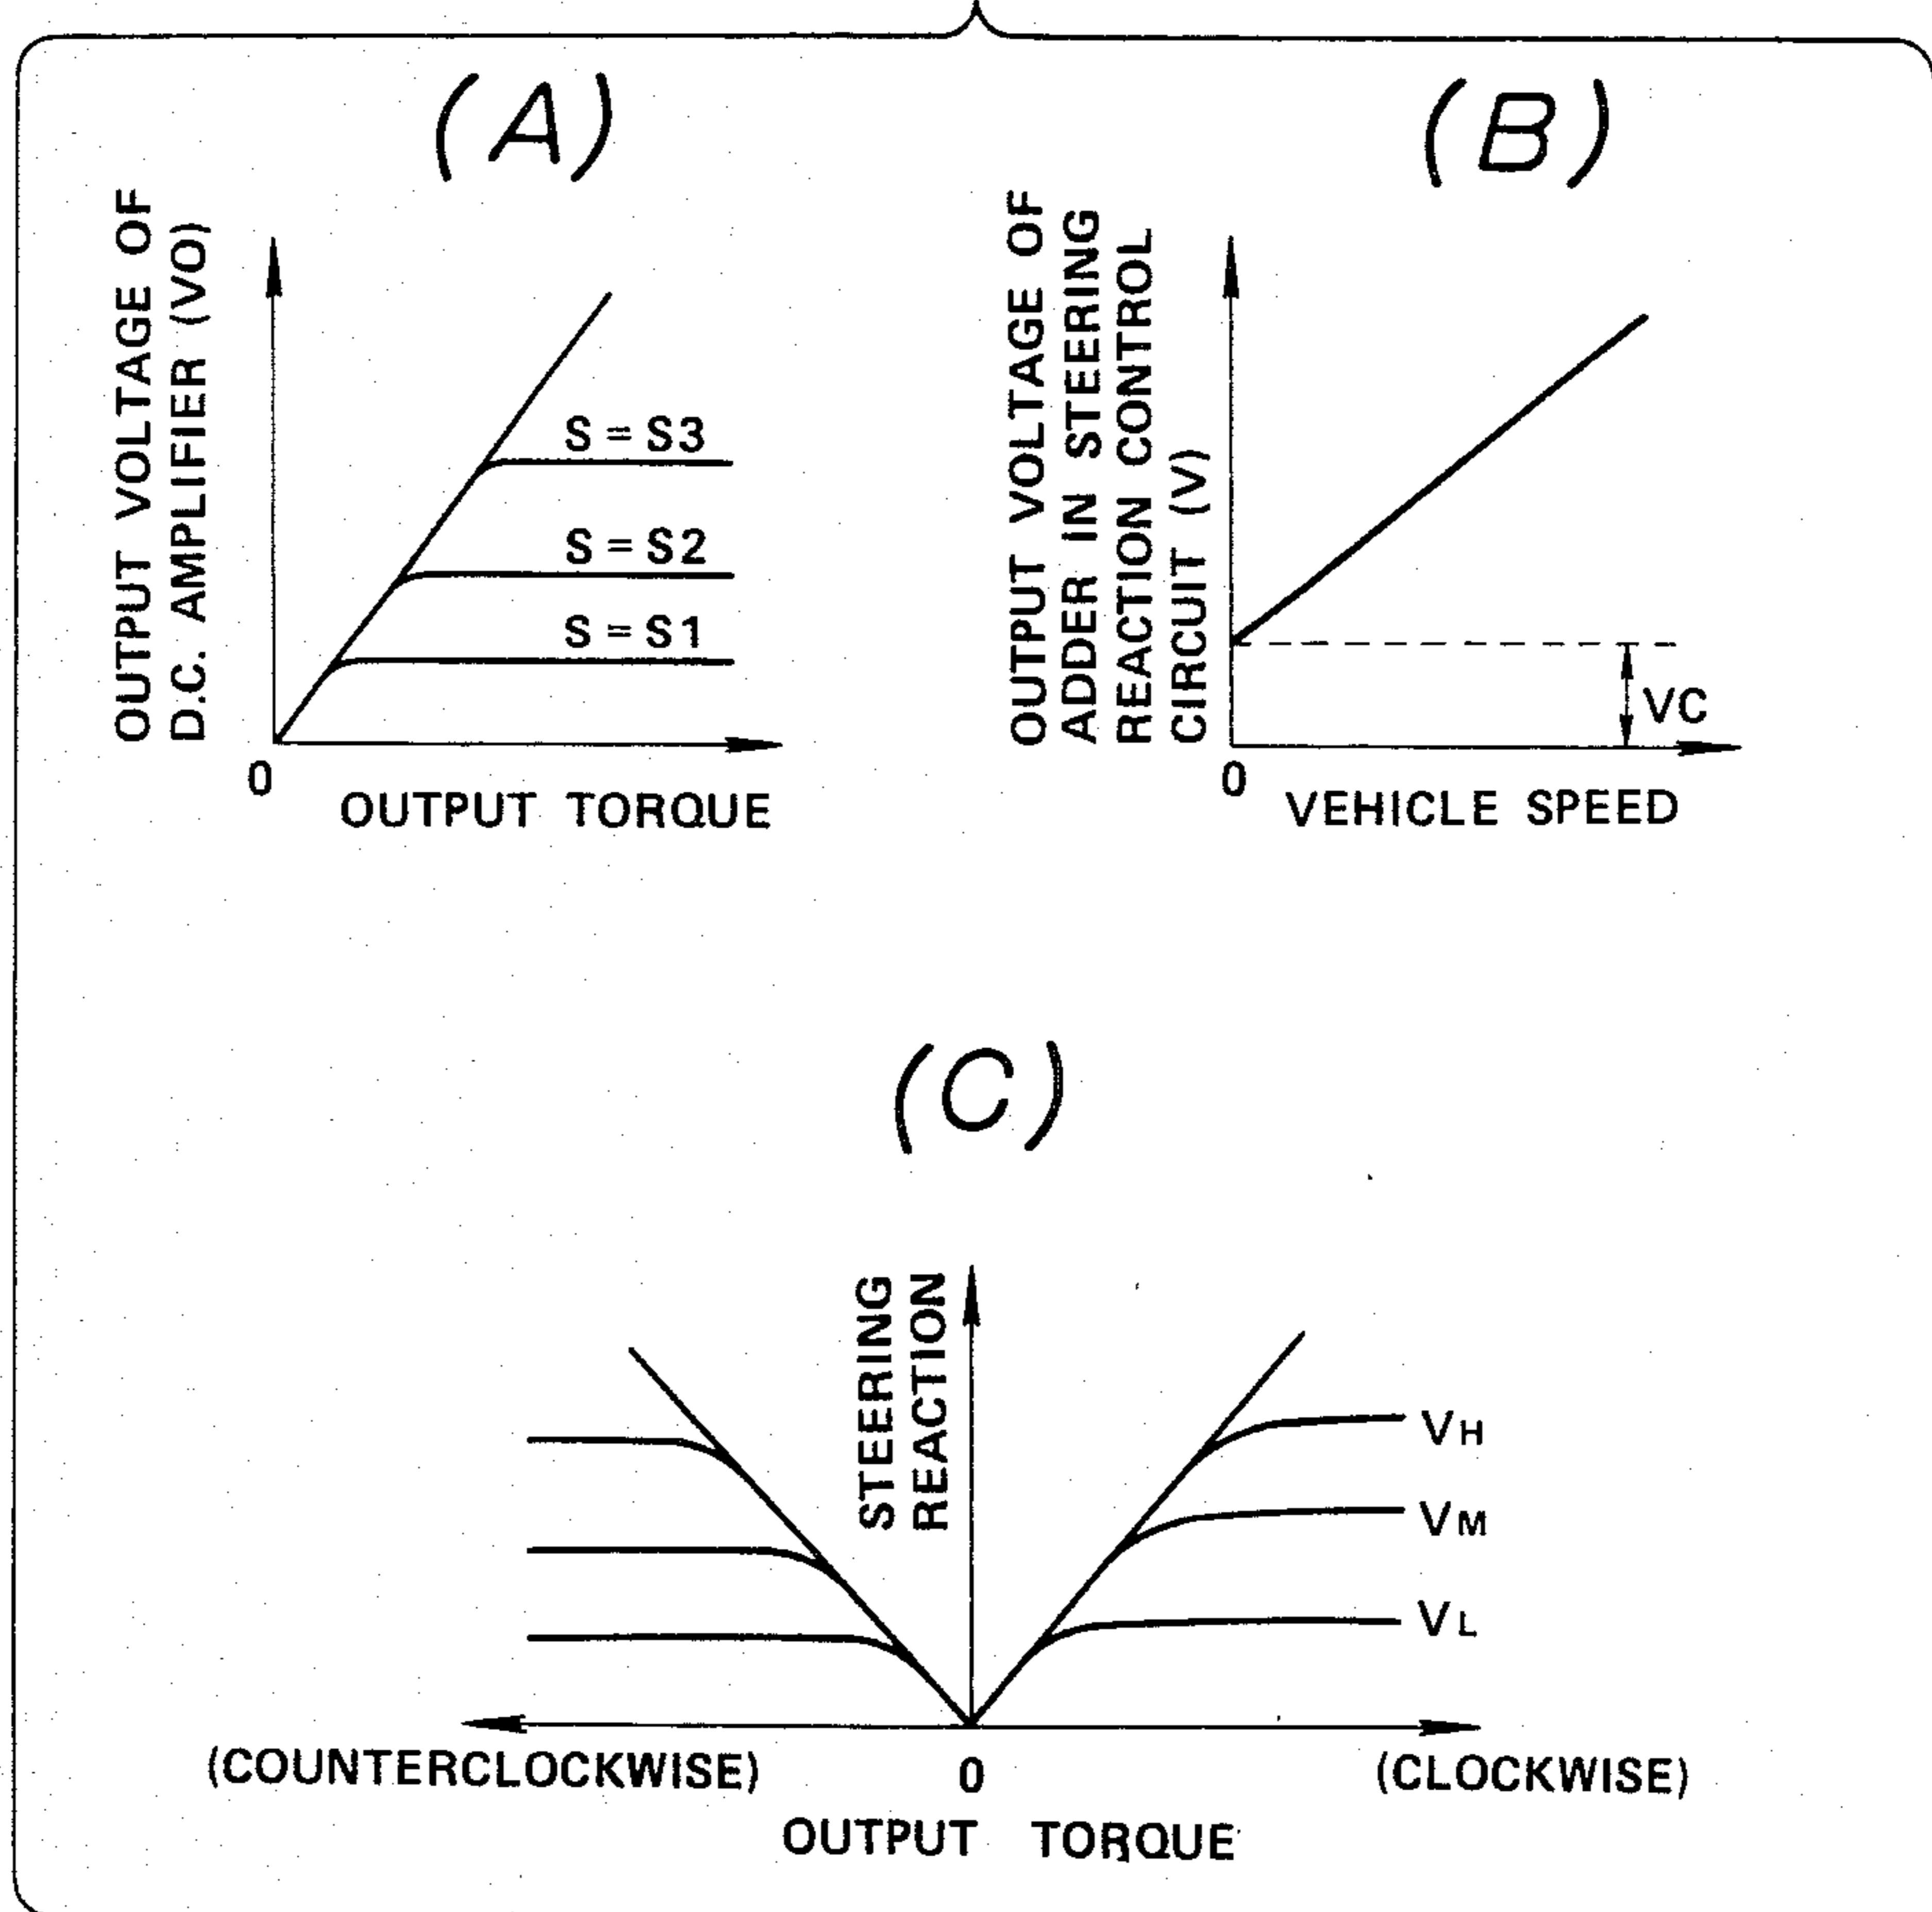 (A)
OUTPUT VOLTAGE OF
D.C. AMPLIFIER (VO)
S = S3
S = S2
S = S1
0
OUTPUT TORQUE
(B)
OUTPUT VOLTAGE OF
ADDER IN STEERING
REACTION CONTROL
CIRCUIT (V)
VC
0
VEHICLE SPEED
(C)
STEERING
REACTION
VH
VM
VL
(COUNTERCLOCKWISE)
0
(CLOCKWISE)
OUTPUT TORQUE